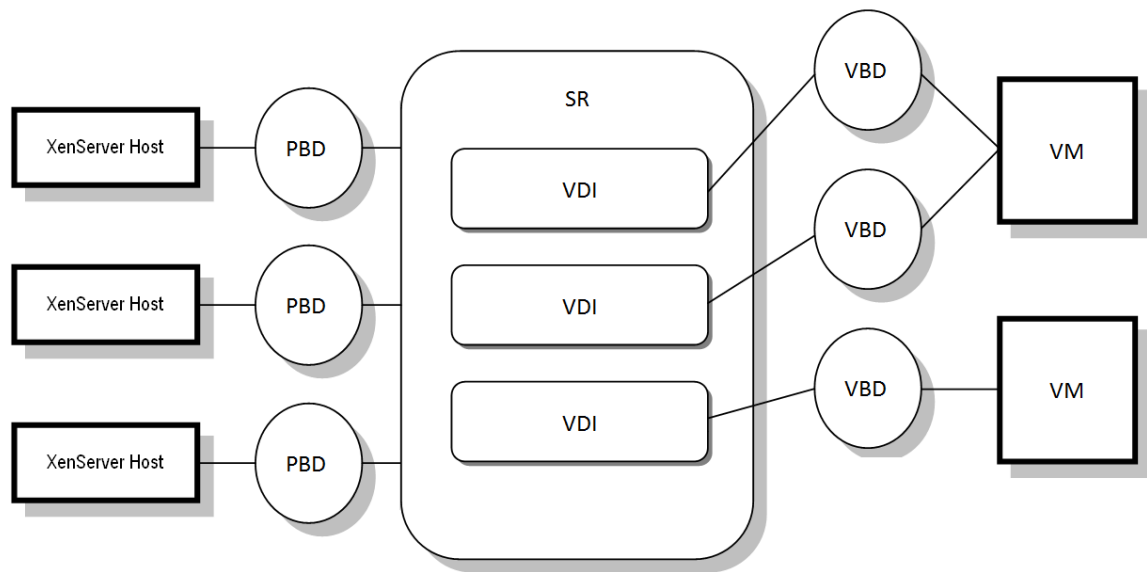 SR
XenServer Host
PBD
VDI
VBD
VM
XenServer Host
PBD
VDI
VBD
XenServer Host
PBD
VDI
VBD
VM